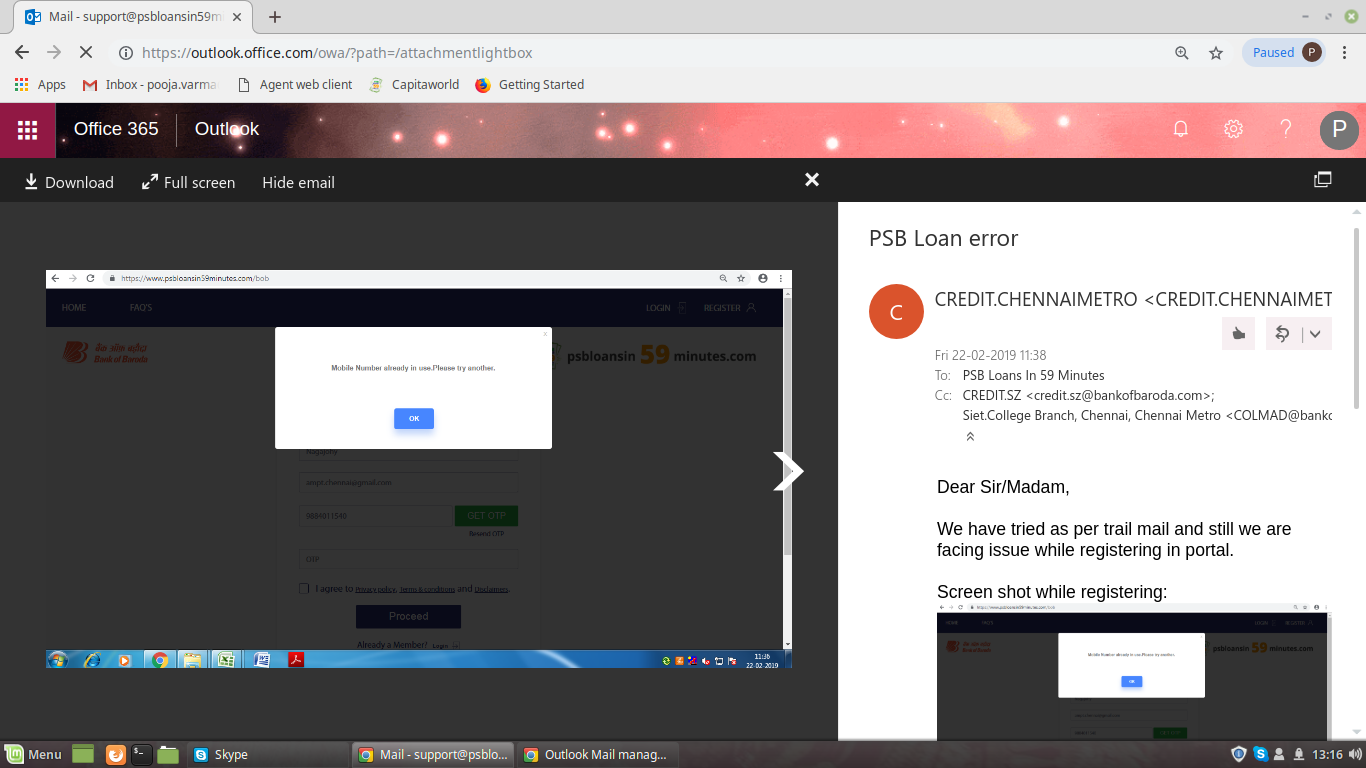 Mail - support@psbloansin59m
https://outlook.office.com/owa/?path=/attachmentlightbox
Paused P
Apps Inbox - pooja.varma Agent web client Capitaworld Getting Started
Office 365 Outlook P
Download Full screen Hide email
https://www.psbloansin59minutes.com/bob
HOME FAQ'S LOGIN REGISTER
Bank of Baroda
psbloansin 59 minutes.com
x
Mobile Number already in use.Please try another.
OK
ampt.chennai@gmail.com
GET OTP
Resend OTP
OTP
I agree to Privacy policy, Terms & conditions and Disclaimers.
Proceed
Already a Member? Login
11:36
22-02-2019
PSB Loan error
C
CREDIT.CHENNAIMETRO <CREDIT.CHENNAIMET
Fri 22-02-2019 11:38
To: PSB Loans In 59 Minutes
Cc: CREDIT.SZ <credit.sz@bankofbaroda.com>;
Siet.College Branch, Chennai, Chennai Metro <COLMAD@bankc
Dear Sir/Madam,
We have tried as per trail mail and still we are
facing issue while registering in portal.
Screen shot while registering:
https://www.psbloansin59minutes.com/bob
HOME FAQ'S LOGIN REGISTER
psbloansin 59 minutes.com
Mobile Number already in use.Please try another.
OK
Menu Skype Mail - support@psblo... Outlook Mail manag... 13:16